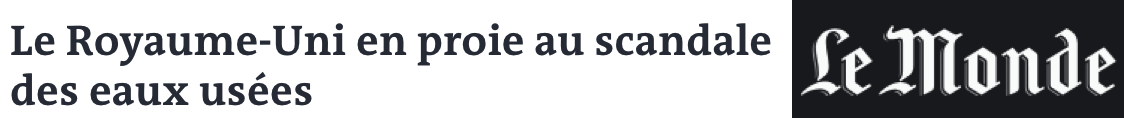 Le Royaume-Uni en proie au scandale
des eaux usées
Le Monde